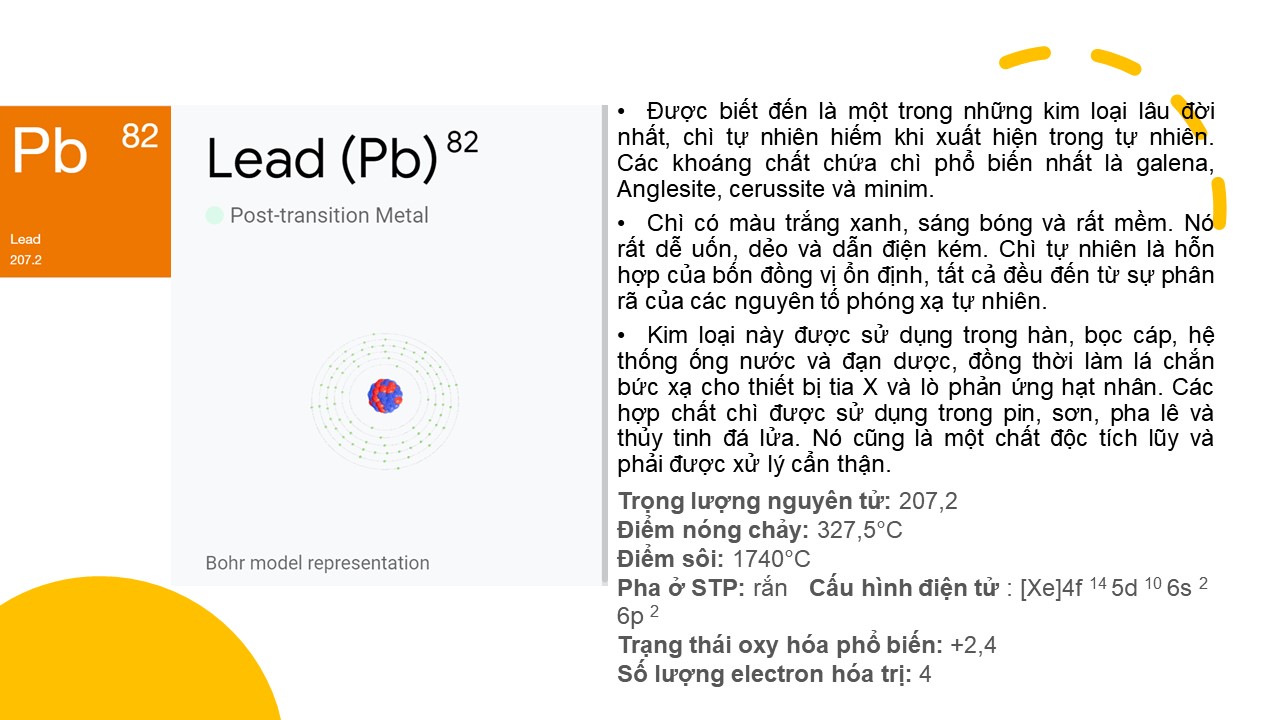 Pb 82
Lead
207.2
Lead (Pb) 82
Post-transition Metal
Bohr model representation
• Được biết đến là một trong những kim loại lâu đời
nhất, chì tự nhiên hiếm khi xuất hiện trong tự nhiên.
Các khoáng chất chứa chì phổ biến nhất là galena,
Anglesite, cerussite và minim.
• Chì có màu trắng xanh, sáng bóng và rất mềm. Nó
rất dễ uốn, dẻo và dẫn điện kém. Chì tự nhiên là hỗn
hợp của bốn đồng vị ổn định, tất cả đều đến từ sự phân
rã của các nguyên tố phóng xạ tự nhiên.
• Kim loại này được sử dụng trong hàn, bọc cáp, hệ
thống ống nước và đạn dược, đồng thời làm lá chắn
bức xạ cho thiết bị tia X và lò phản ứng hạt nhân. Các
hợp chất chì được sử dụng trong pin, sơn, pha lê và
thủy tinh đá lửa. Nó cũng là một chất độc tích lũy và
phải được xử lý cẩn thận.
Trọng lượng nguyên tử: 207,2
Điểm nóng chảy: 327,5°C
Điểm sôi: 1740°C
Pha ở STP: rắn Cấu hình điện tử : [Xe]4f 14 5d 10 6s 2
6p 2
Trạng thái oxy hóa phổ biến: +2,4
Số lượng electron hóa trị: 4